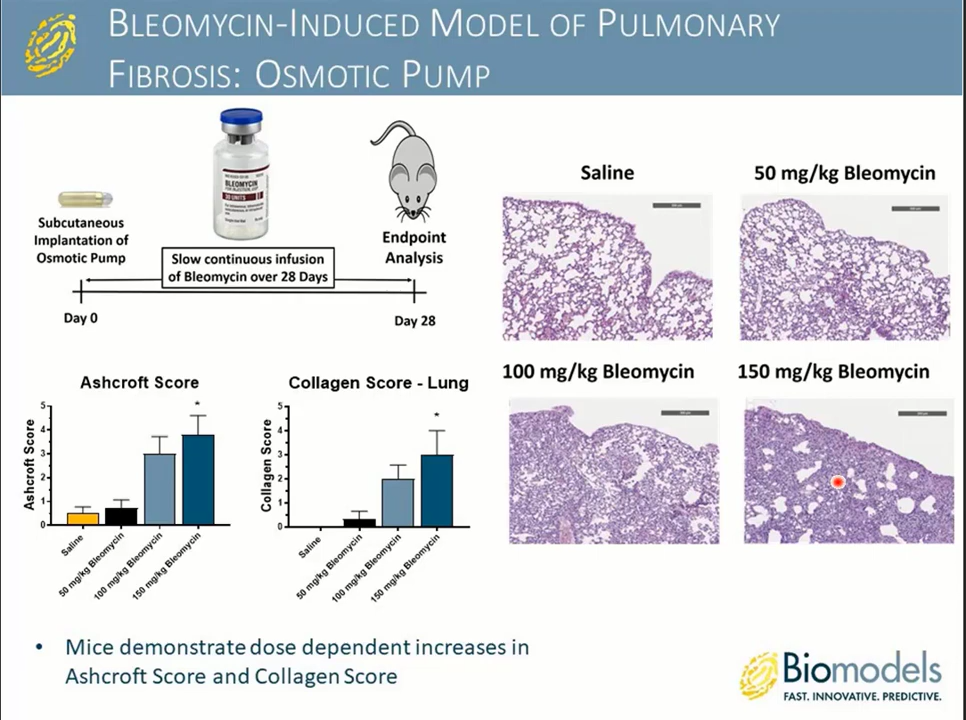 BLEOMYCIN-INDUCED MODEL OF PULMONARY
FIBROSIS: OSMOTIC PUMP
Subcutaneous
Implantation of
Osmotic Pump
BLEOMYCIN
FOR INJECTION, USP
30 UNITS
Slow continuous infusion
of Bleomycin over 28 Days
Endpoint
Analysis
Day 0
Day 28
Saline
50 mg/kg Bleomycin
100 mg/kg Bleomycin
150 mg/kg Bleomycin
Ashcroft Score
Ashcroft Score
5
4
3
2
1
0
*
Saline
50 mg/kg Bleomycin
100 mg/kg Bleomycin
150 mg/kg Bleomycin
Collagen Score - Lung
Collagen Score
5
4
3
2
1
0
*
Saline
50 mg/kg Bleomycin
100 mg/kg Bleomycin
150 mg/kg Bleomycin
• Mice demonstrate dose dependent increases in
Ashcroft Score and Collagen Score
Biomodels
FAST. INNOVATIVE. PREDICTIVE.